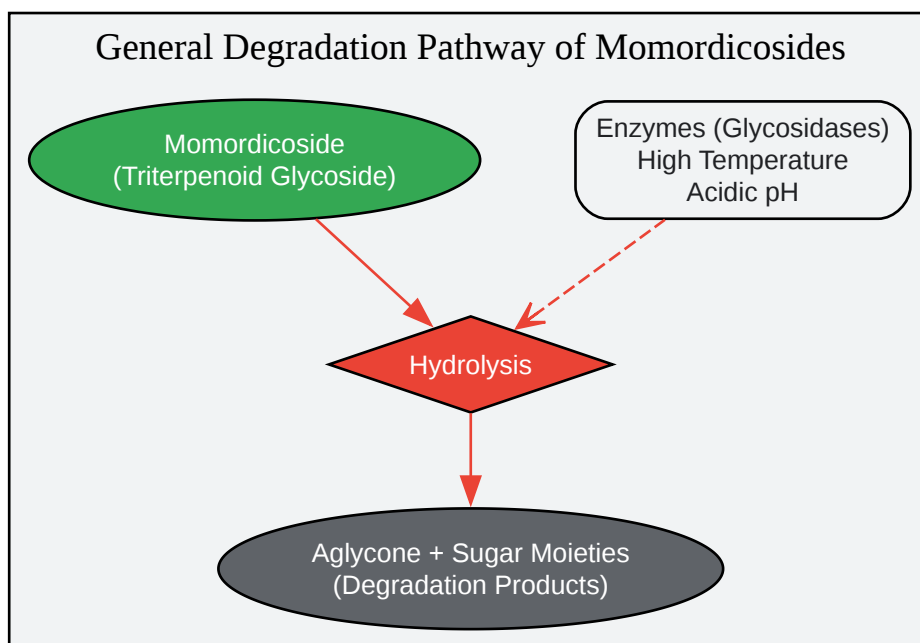 General Degradation Pathway of Momordicosides
Momordicoside
(Triterpenoid Glycoside)
Enzymes (Glycosidases)
High Temperature
Acidic pH
Hydrolysis
Aglycone + Sugar Moieties
(Degradation Products)